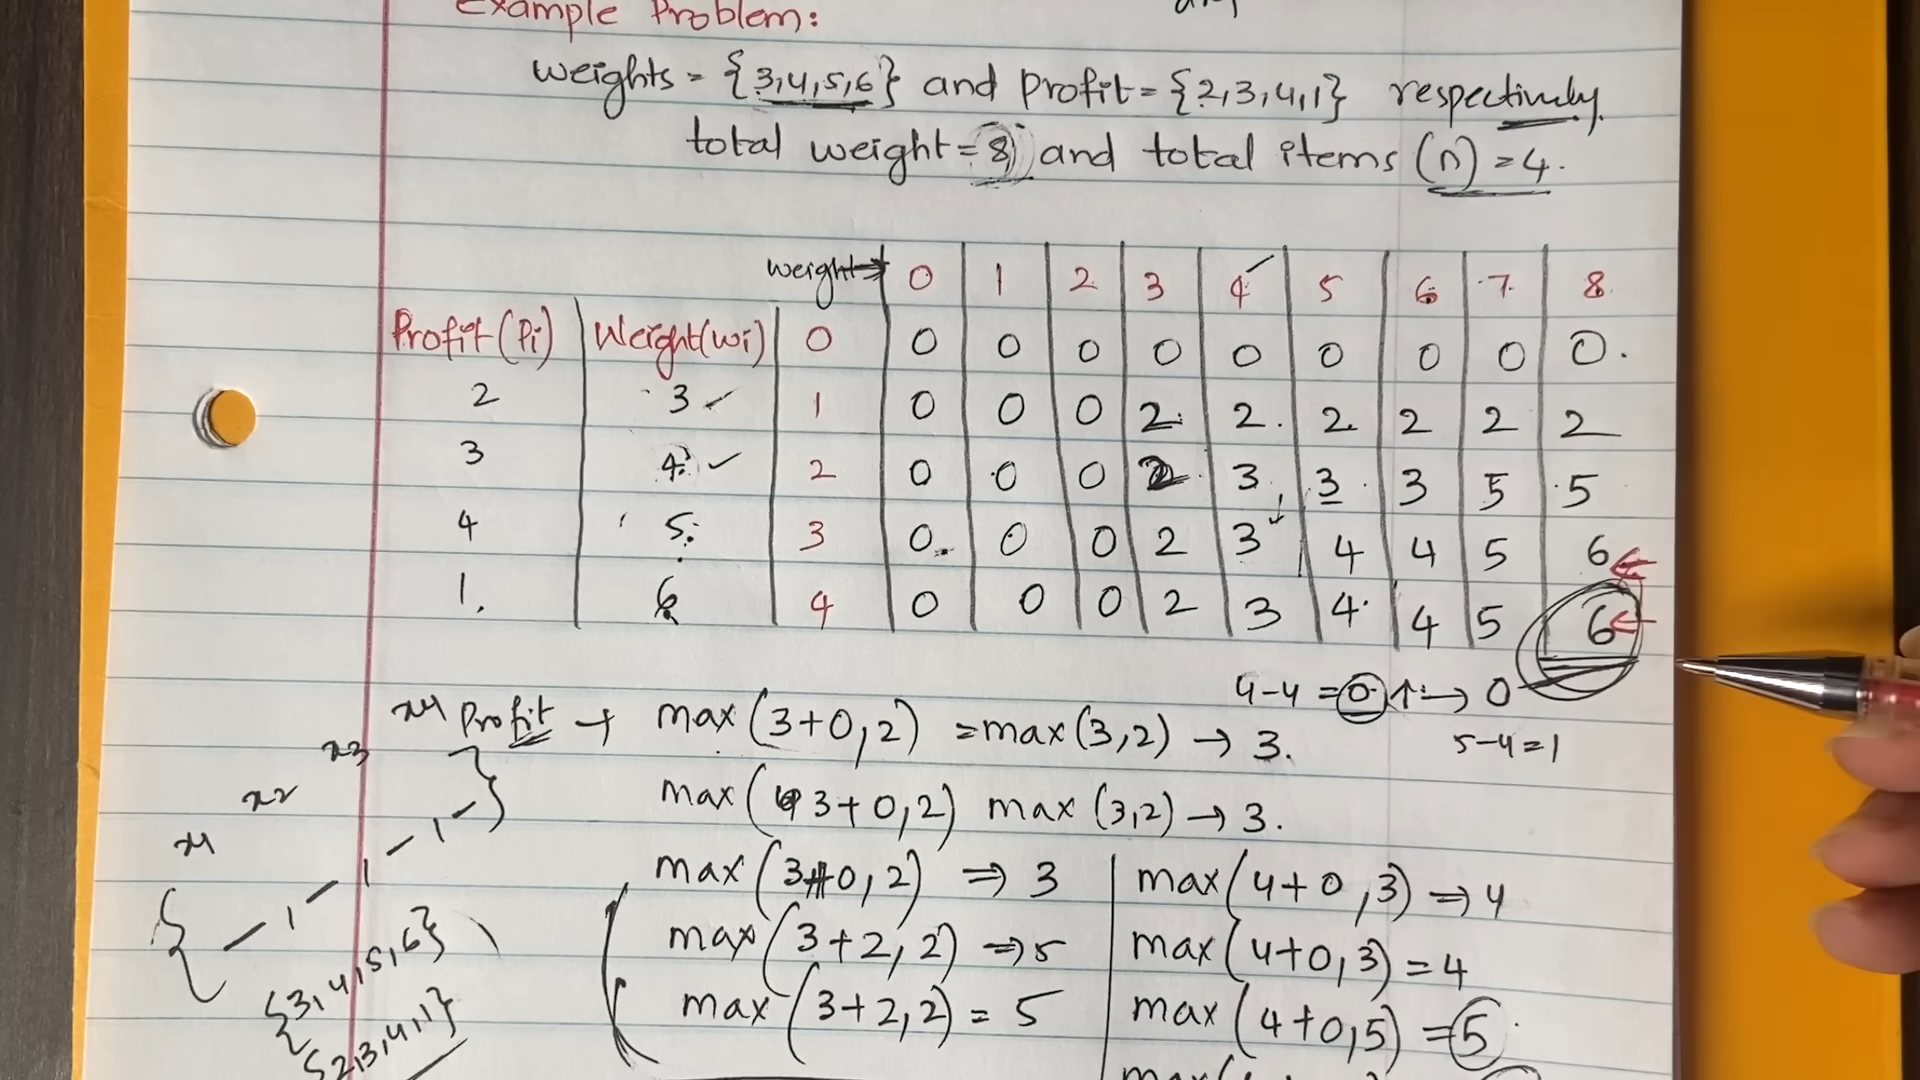 Example Problem:
weights = {3,4,5,6} and Profit = {2,3,4,1} respectively
total weight = 8 and total items (n) = 4.
weight→ 0 1 2 3 4 5 6 7 8
Profit (Pi) Weight(wi) 0 0 0 0 0 0 0 0 0 0
2 3 1 0 0 0 2 2 2 2 2 2
3 4 2 0 0 0 2 3 3 3 5 5
4 5 3 0 0 0 2 3 4 4 5 6
1 6 4 0 0 0 2 3 4 4 5 6
4-4 = 0 ↑ → 0
5-4=1
x4 Profit → max (3+0,2) = max(3,2) → 3.
x3
max (3+0,2) max (3,2) → 3.
x2
x1
max (3+0,2) ⇒ 3
max (3+2,2) ⇒ 5
max (3+2,2) = 5
max (4+0,3) ⇒ 4
max (4+0,3) = 4
max (4+0,5) = 5
{3,4,5,6}
{2,3,4,1}